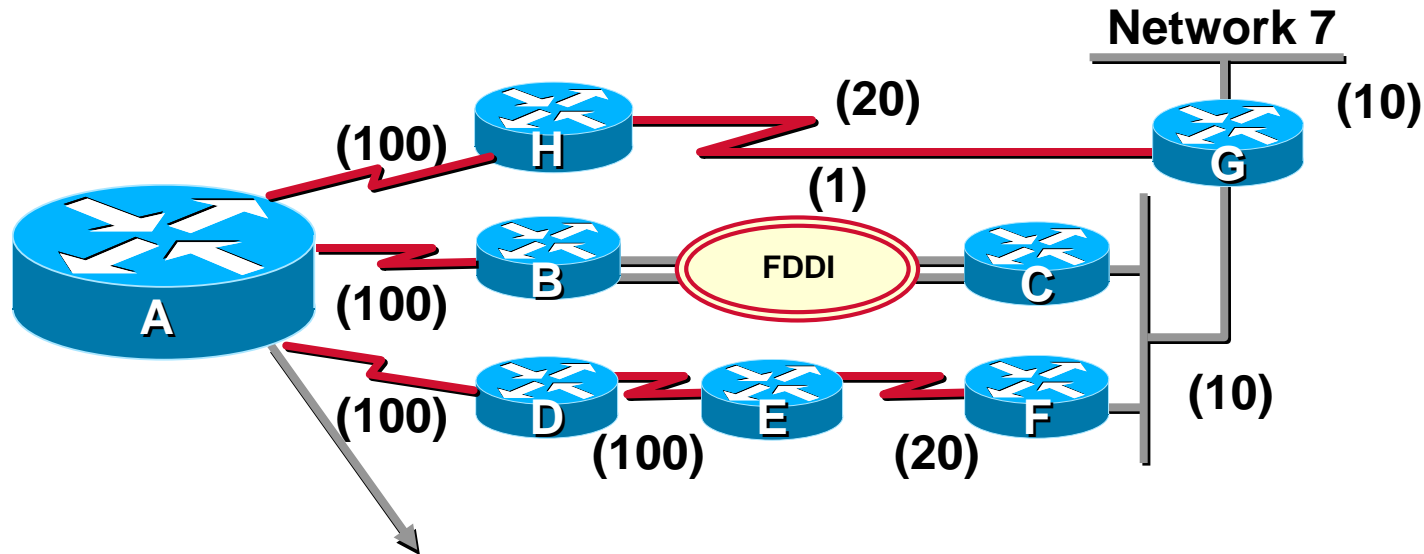 Network 7
(20)
(10)
(100)
H
G
(1)
FDDI
B
C
A
(100)
(100)
D
E
F
(10)
(100)
(20)